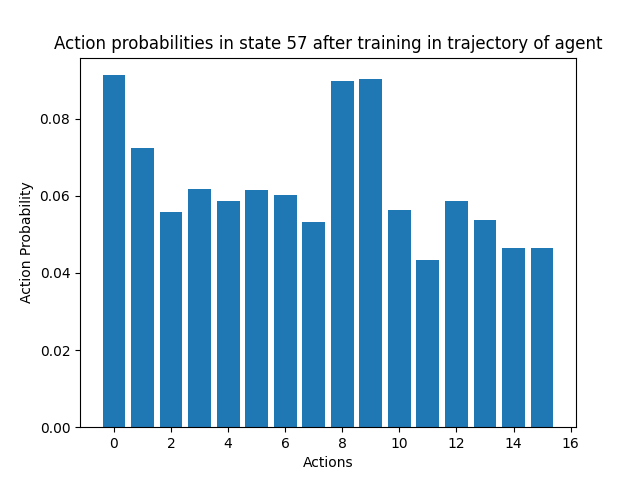 Action probabilities in state 57 after training in trajectory of agent
0.08
0.06
0.04
0.02
0.00
Action Probability
0 2 4 6 8 10 12 14 16
Actions